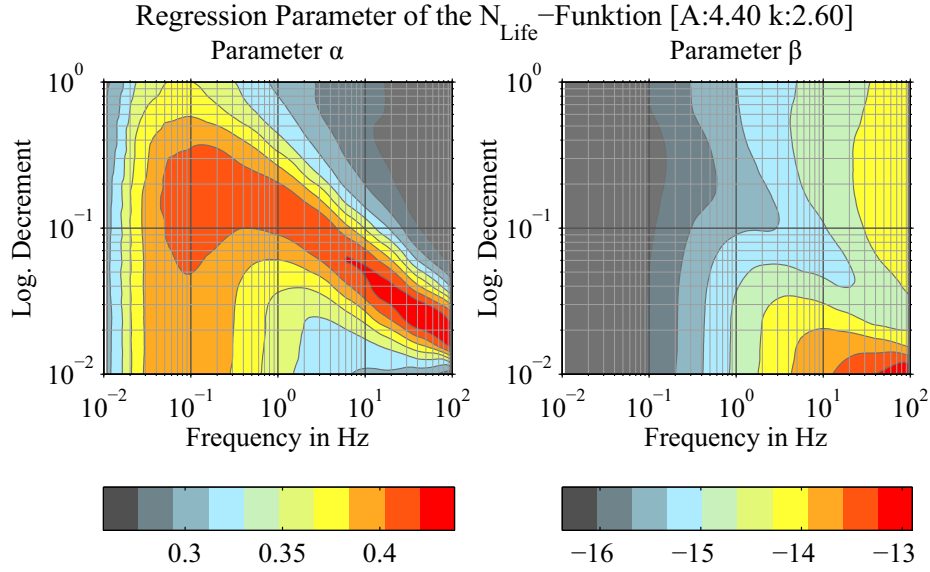 Regression Parameter of the N_Life−Funktion [A:4.40 k:2.60]
Parameter α
Parameter β
10^0
10^−1
10^−2
Log. Decrement
10^−2 10^−1 10^0 10^1 10^2
Frequency in Hz
10^0
10^−1
10^−2
Log. Decrement
10^−2 10^−1 10^0 10^1 10^2
Frequency in Hz
0.3 0.35 0.4
−16 −15 −14 −13